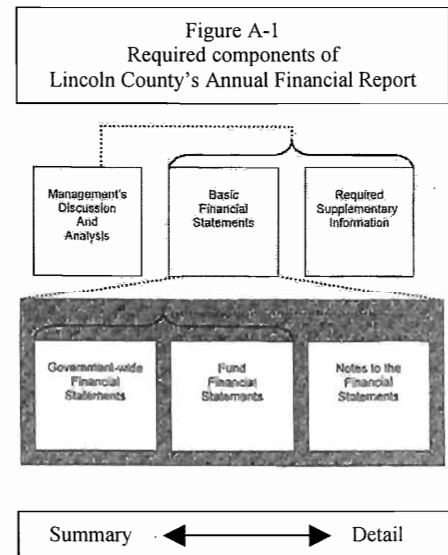 Figure A-1
Required components of
Lincoln County's Annual Financial Report
Management's
Discussion
And
Analysis
Basic
Financial
Statements
Required
Supplementary
Information
Government-wide
Financial
Statements
Fund
Financial
Statements
Notes to the
Financial
Statements
Summary
Detail